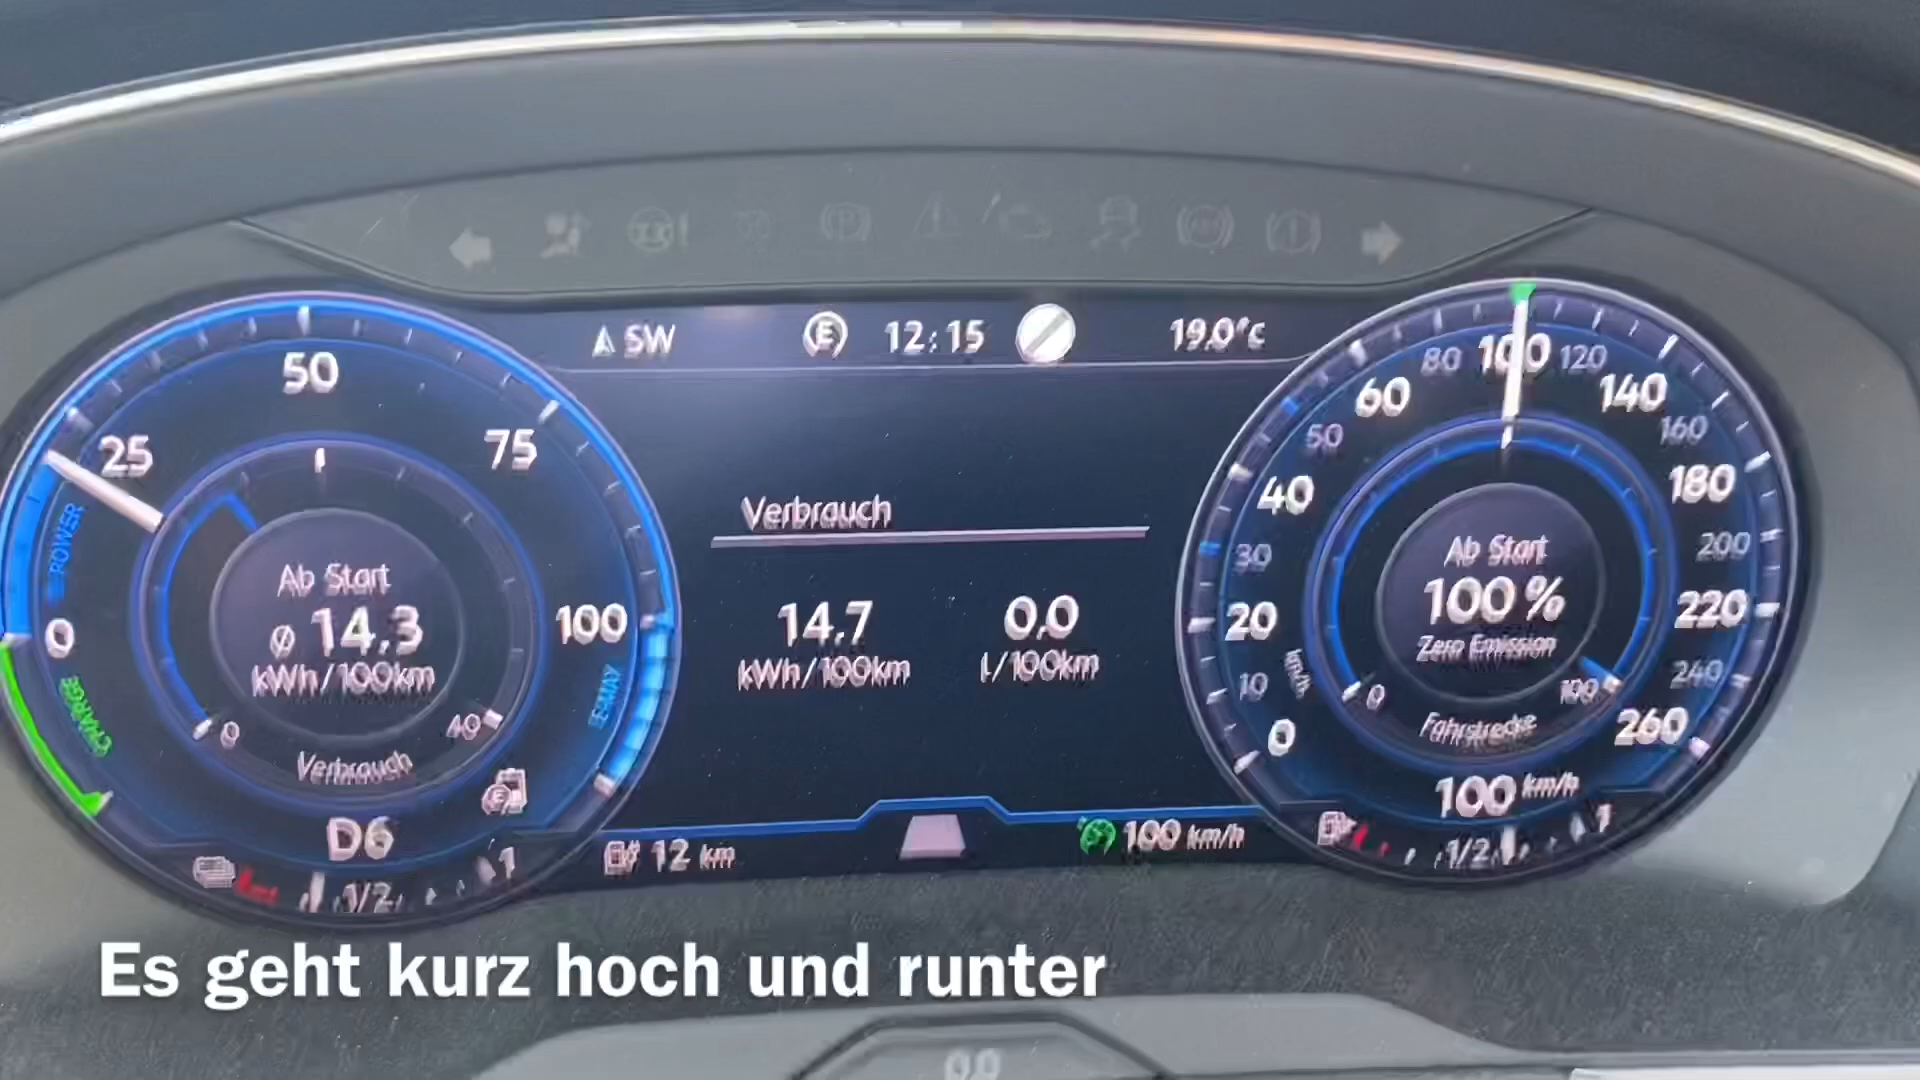 SW
E
12:15
19.0°C
0
25
50
75
100
POWER
CHARGE
EMAY
Ab Start
Ø 14.3
kWh/100km
0
40
Verbrauch
D6
1/2
1
Verbrauch
14.7
kWh/100km
0.0
l/100km
12 km
100 km/h
0
10
20
30
40
50
60
80
100
120
140
160
180
200
220
240
260
km/h
Ab Start
100 %
Zero Emission
0
100
Fahrstrecke
100 km/h
1/2
1
Es geht kurz hoch und runter